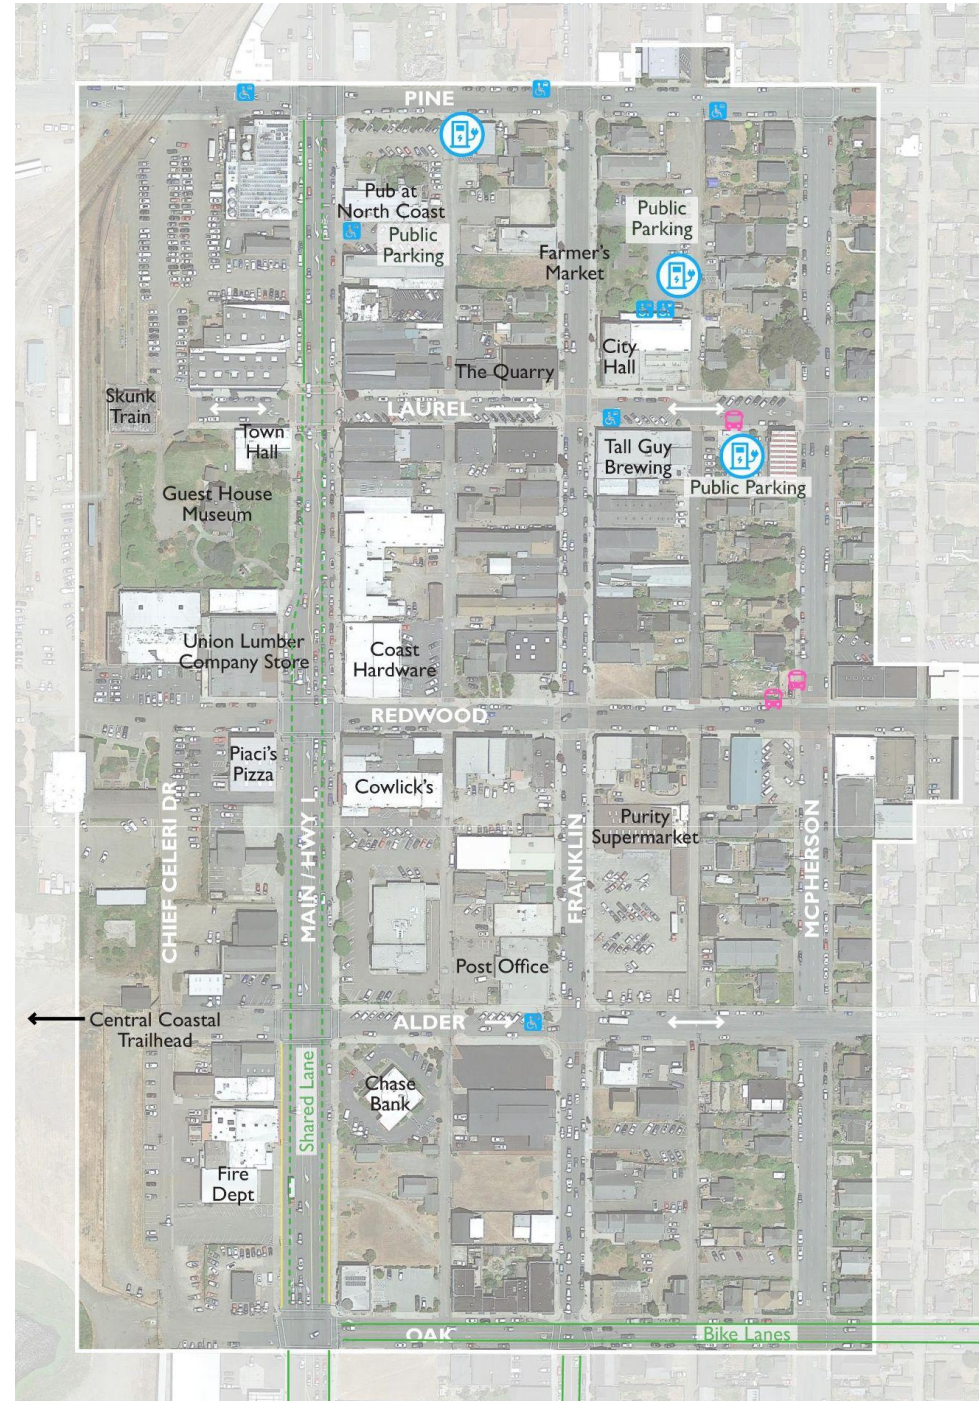 PINE
Pub at
North Coast
Public
Parking
Public
Parking
Farmer's
Market
City
Hall
The Quarry
Skunk
Train
LAUREL
Town
Hall
Tall Guy
Brewing
Public Parking
Guest House
Museum
Union Lumber
Company Store
Coast
Hardware
REDWOOD
Piaci's
Pizza
Cowlick's
Purity
Supermarket
CHIEF CELERI DR
MAIN / HWY 1
FRANKLIN
MCPHERSON
Post Office
Central Coastal
Trailhead
ALDER
Chase
Bank
Shared Lane
Fire
Dept
OAK
Bike Lanes